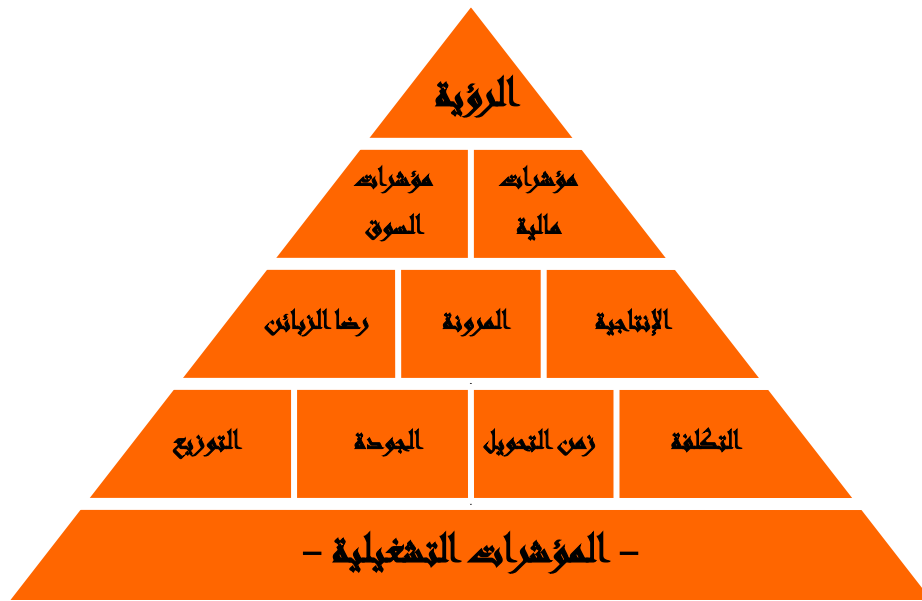 الرؤية
مؤشرات
مالية
مؤشرات
السوق
الإنتاجية
المرونة
رضا الزبائن
التكلفة
زمن التحويل
الجودة
التوزيع
– المؤشرات التشغيلية –